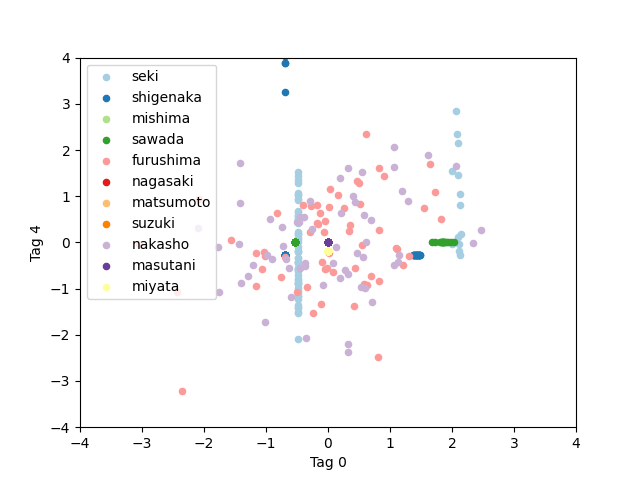 4
3
2
1
0
−1
−2
−3
−4
Tag 4
seki
shigenaka
mishima
sawada
furushima
nagasaki
matsumoto
suzuki
nakasho
masutani
miyata
−4 −3 −2 −1 0 1 2 3 4
Tag 0